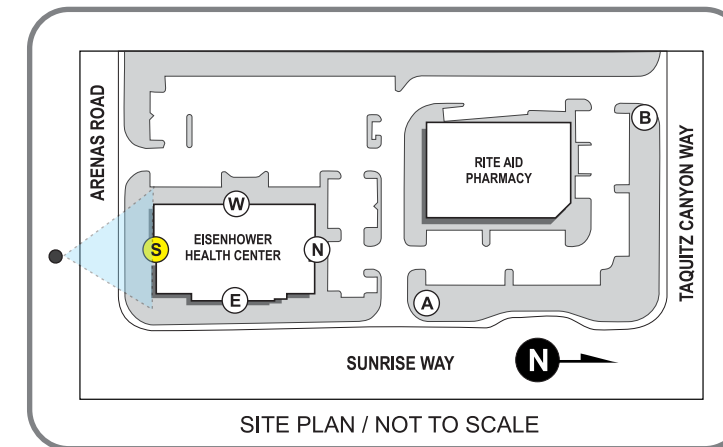 ARENAS ROAD
B
RITE AID
PHARMACY
TAQUITZ CANYON WAY
W
S
EISENHOWER
HEALTH CENTER
N
E
A
SUNRISE WAY
N
SITE PLAN / NOT TO SCALE